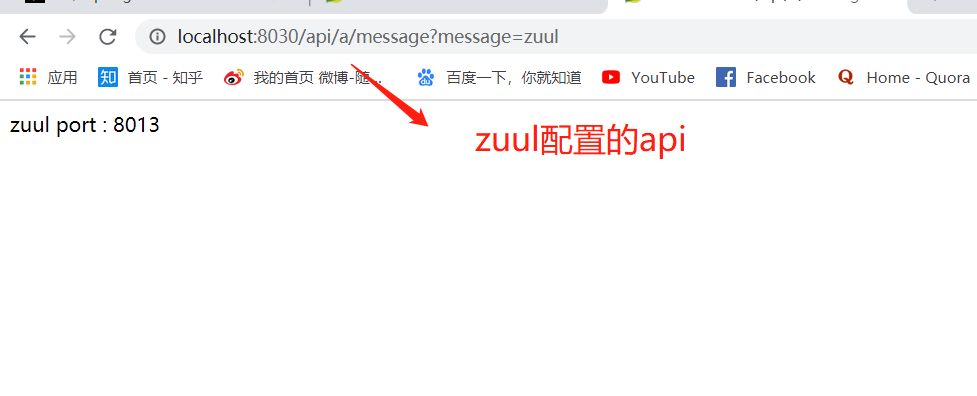 localhost:8030/api/a/message?message=zuul
应用 知 首页 - 知乎 我的首页 微博-随... du 百度一下，你就知道 YouTube Facebook Q Home - Quora
zuul port : 8013
zuul配置的api